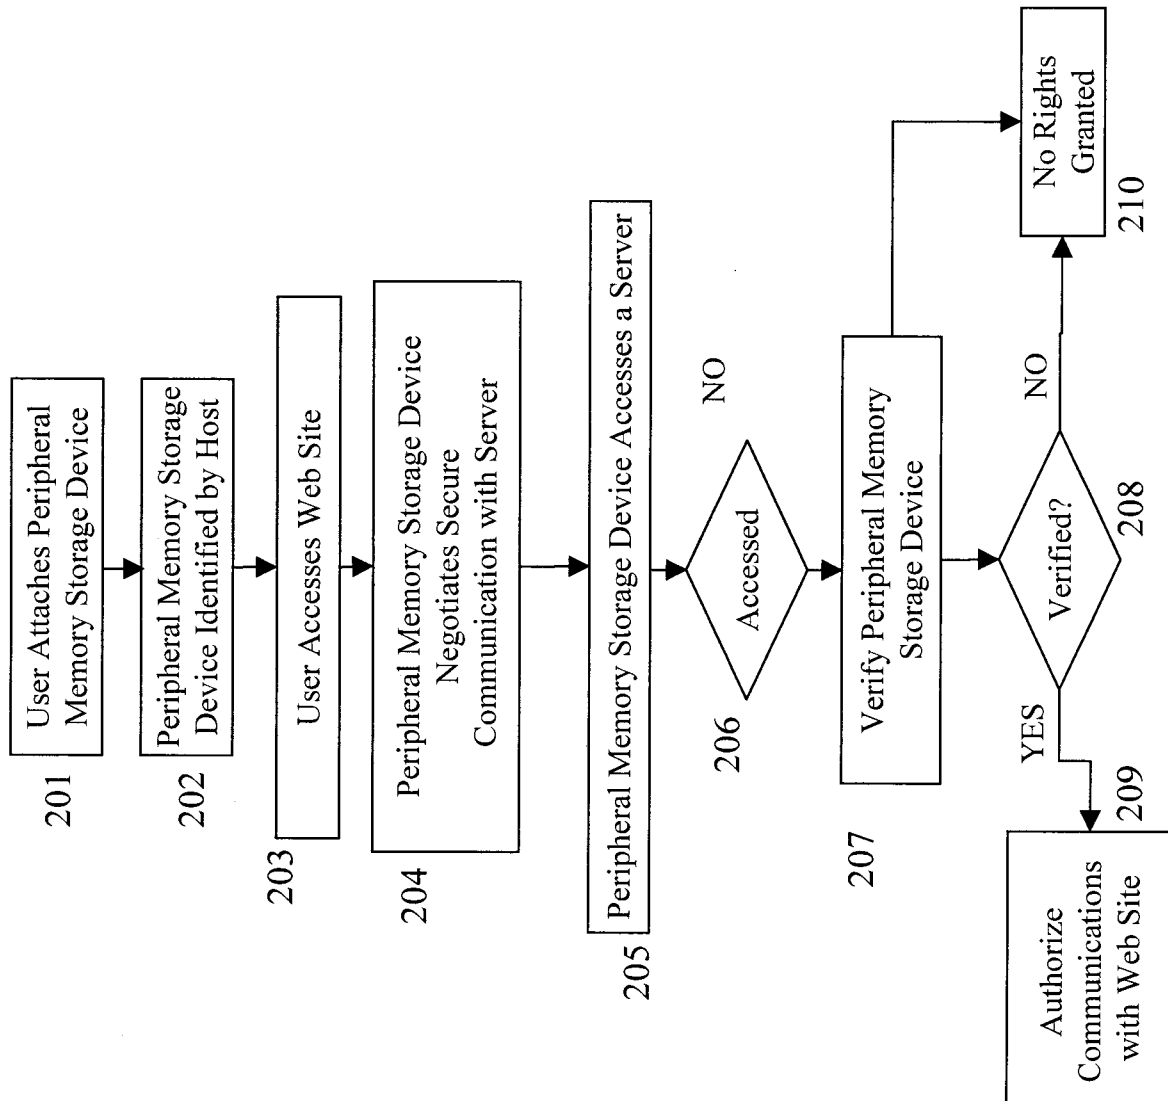 User Attaches Peripheral
Memory Storage Device
201
Peripheral Memory Storage
Device Identified by Host
202
User Accesses Web Site
203
Peripheral Memory Storage Device
Negotiates Secure
Communication with Server
204
Peripheral Memory Storage Device Accesses a Server
205
Accessed
NO
206
Verify Peripheral Memory
Storage Device
207
Verified?
208
YES
NO
Authorize
Communications
with Web Site
209
No Rights
Granted
210